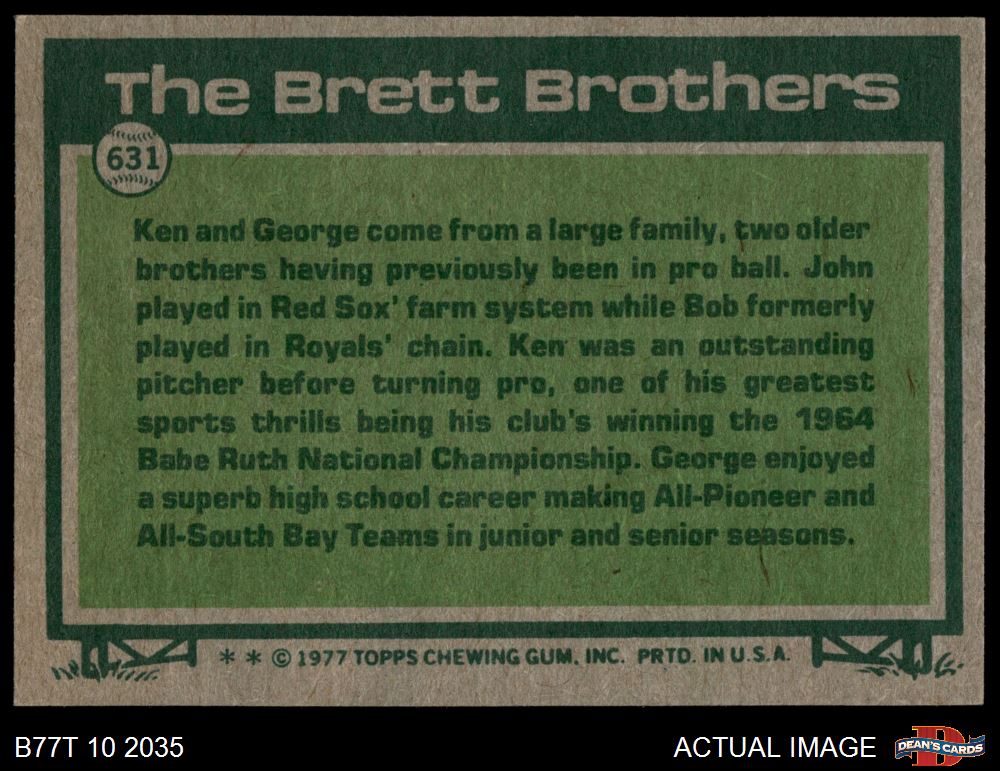 The Brett Brothers
631
Ken and George come from a large family, two older
brothers having previously been in pro ball. John
played in Red Sox' farm system while Bob formerly
played in Royals' chain. Ken was an outstanding
pitcher before turning pro, one of his greatest
sports thrills being his club's winning the 1964
Babe Ruth National Championship. George enjoyed
a superb high school career making All-Pioneer and
All-South Bay Teams in junior and senior seasons.
* * © 1977 TOPPS CHEWING GUM, INC. PRTD. IN U.S.A.
B77T 10 2035
ACTUAL IMAGE
D
DEAN'S CARDS